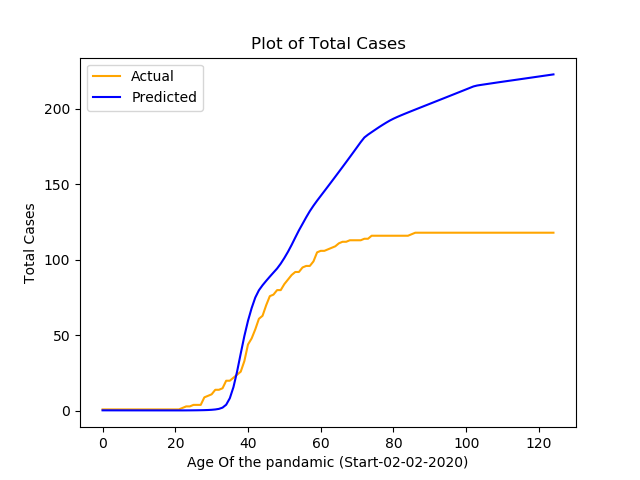 Plot of Total Cases
Actual
Predicted
200
150
100
50
0
Total Cases
0 20 40 60 80 100 120
Age Of the pandamic (Start-02-02-2020)